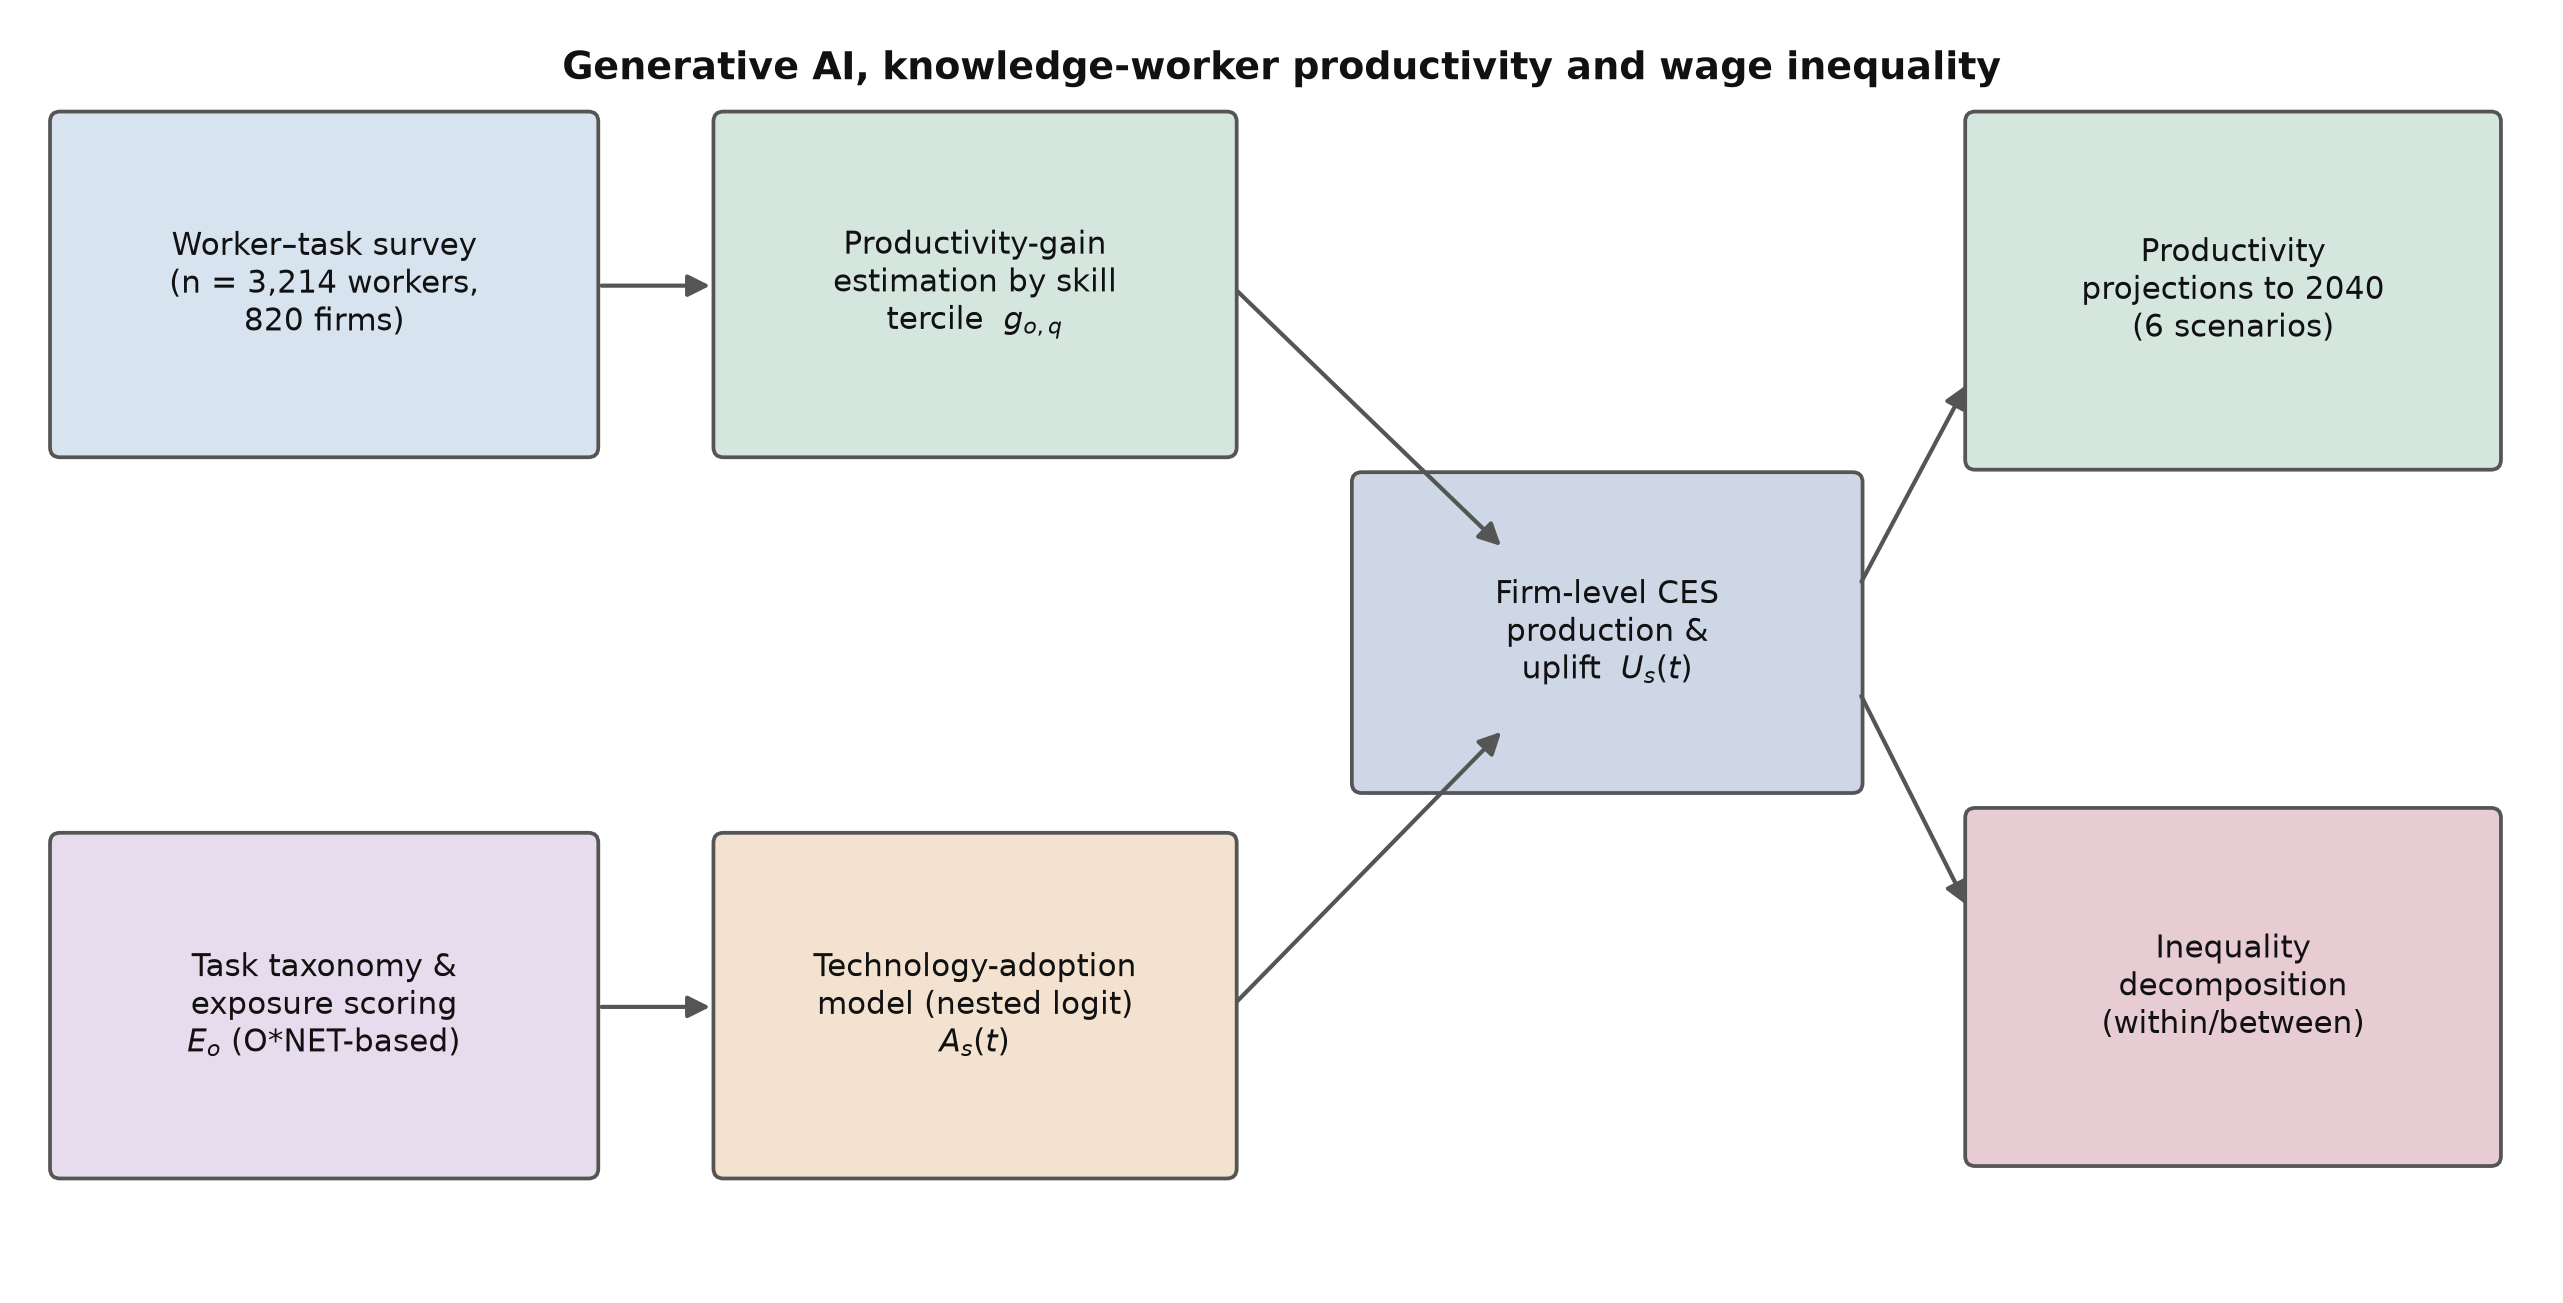 Generative AI, knowledge-worker productivity and wage inequality
Worker–task survey
(n = 3,214 workers,
820 firms)
Productivity-gain
estimation by skill
tercile g_{o,q}
Productivity
projections to 2040
(6 scenarios)
Firm-level CES
production &
uplift U_s(t)
Task taxonomy &
exposure scoring
E_o (O*NET-based)
Technology-adoption
model (nested logit)
A_s(t)
Inequality
decomposition
(within/between)